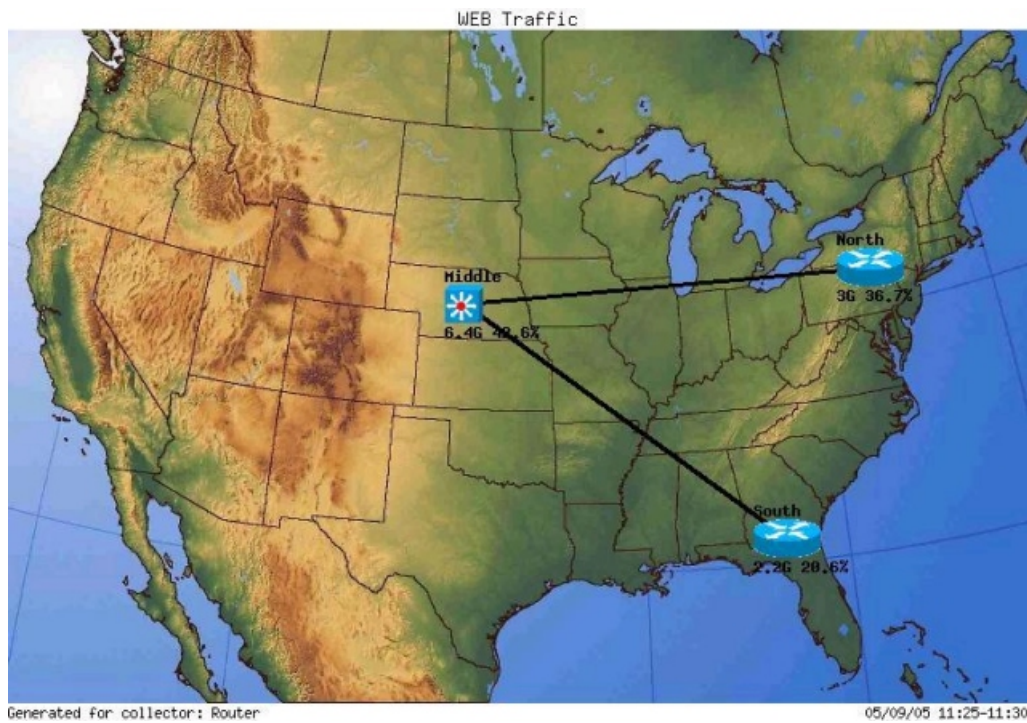 WEB Traffic
North
3G 36.7%
Middle
6.4G 42.6%
South
2.2G 20.6%
Generated for collector: Router
05/09/05 11:25-11:30